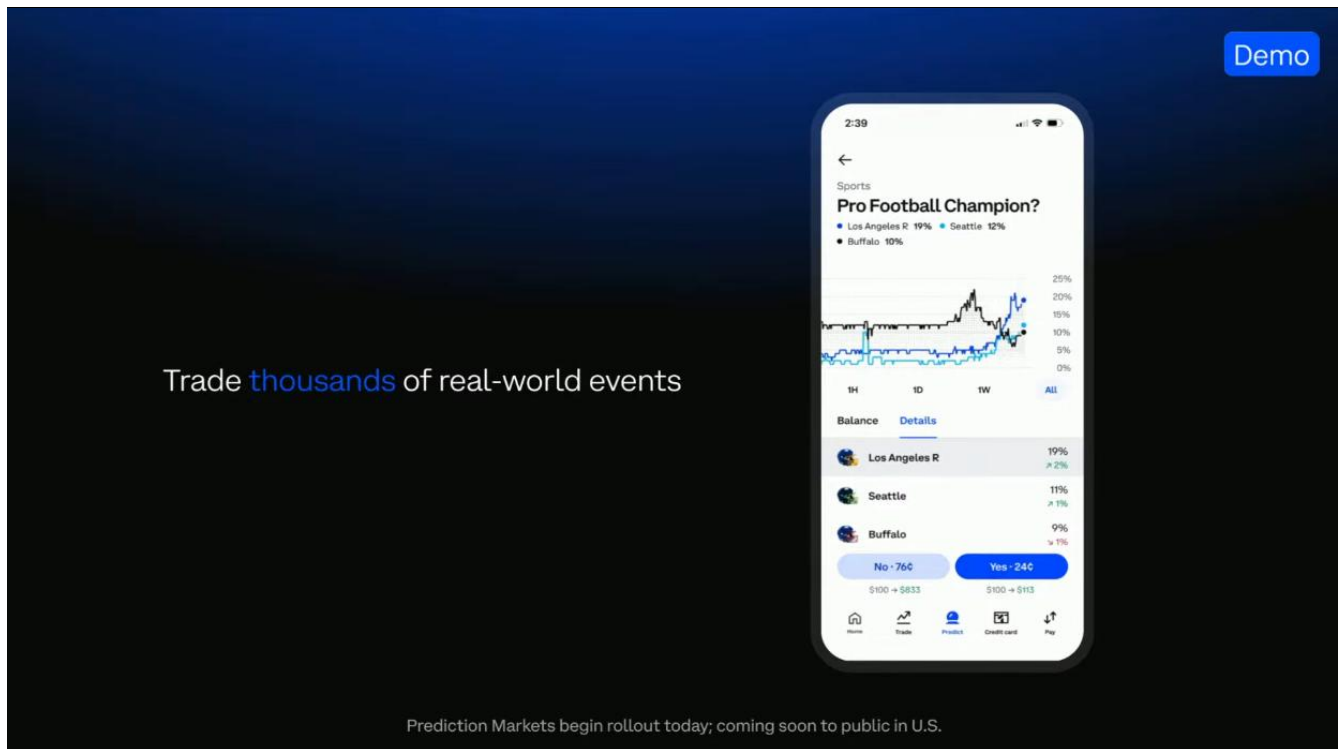 Demo
2:39
Sports
Pro Football Champion?
Los Angeles R 19% Seattle 12%
Buffalo 10%
25%
20%
15%
10%
5%
0%
1H 1D 1W All
Balance Details
Los Angeles R 19%
↗ 2%
Seattle 11%
↗ 1%
Buffalo 9%
↘ 1%
No · 76¢ Yes · 24¢
$100 → $833 $100 → $113
Home Trade Predict Credit card Pay
Trade thousands of real-world events
Prediction Markets begin rollout today; coming soon to public in U.S.